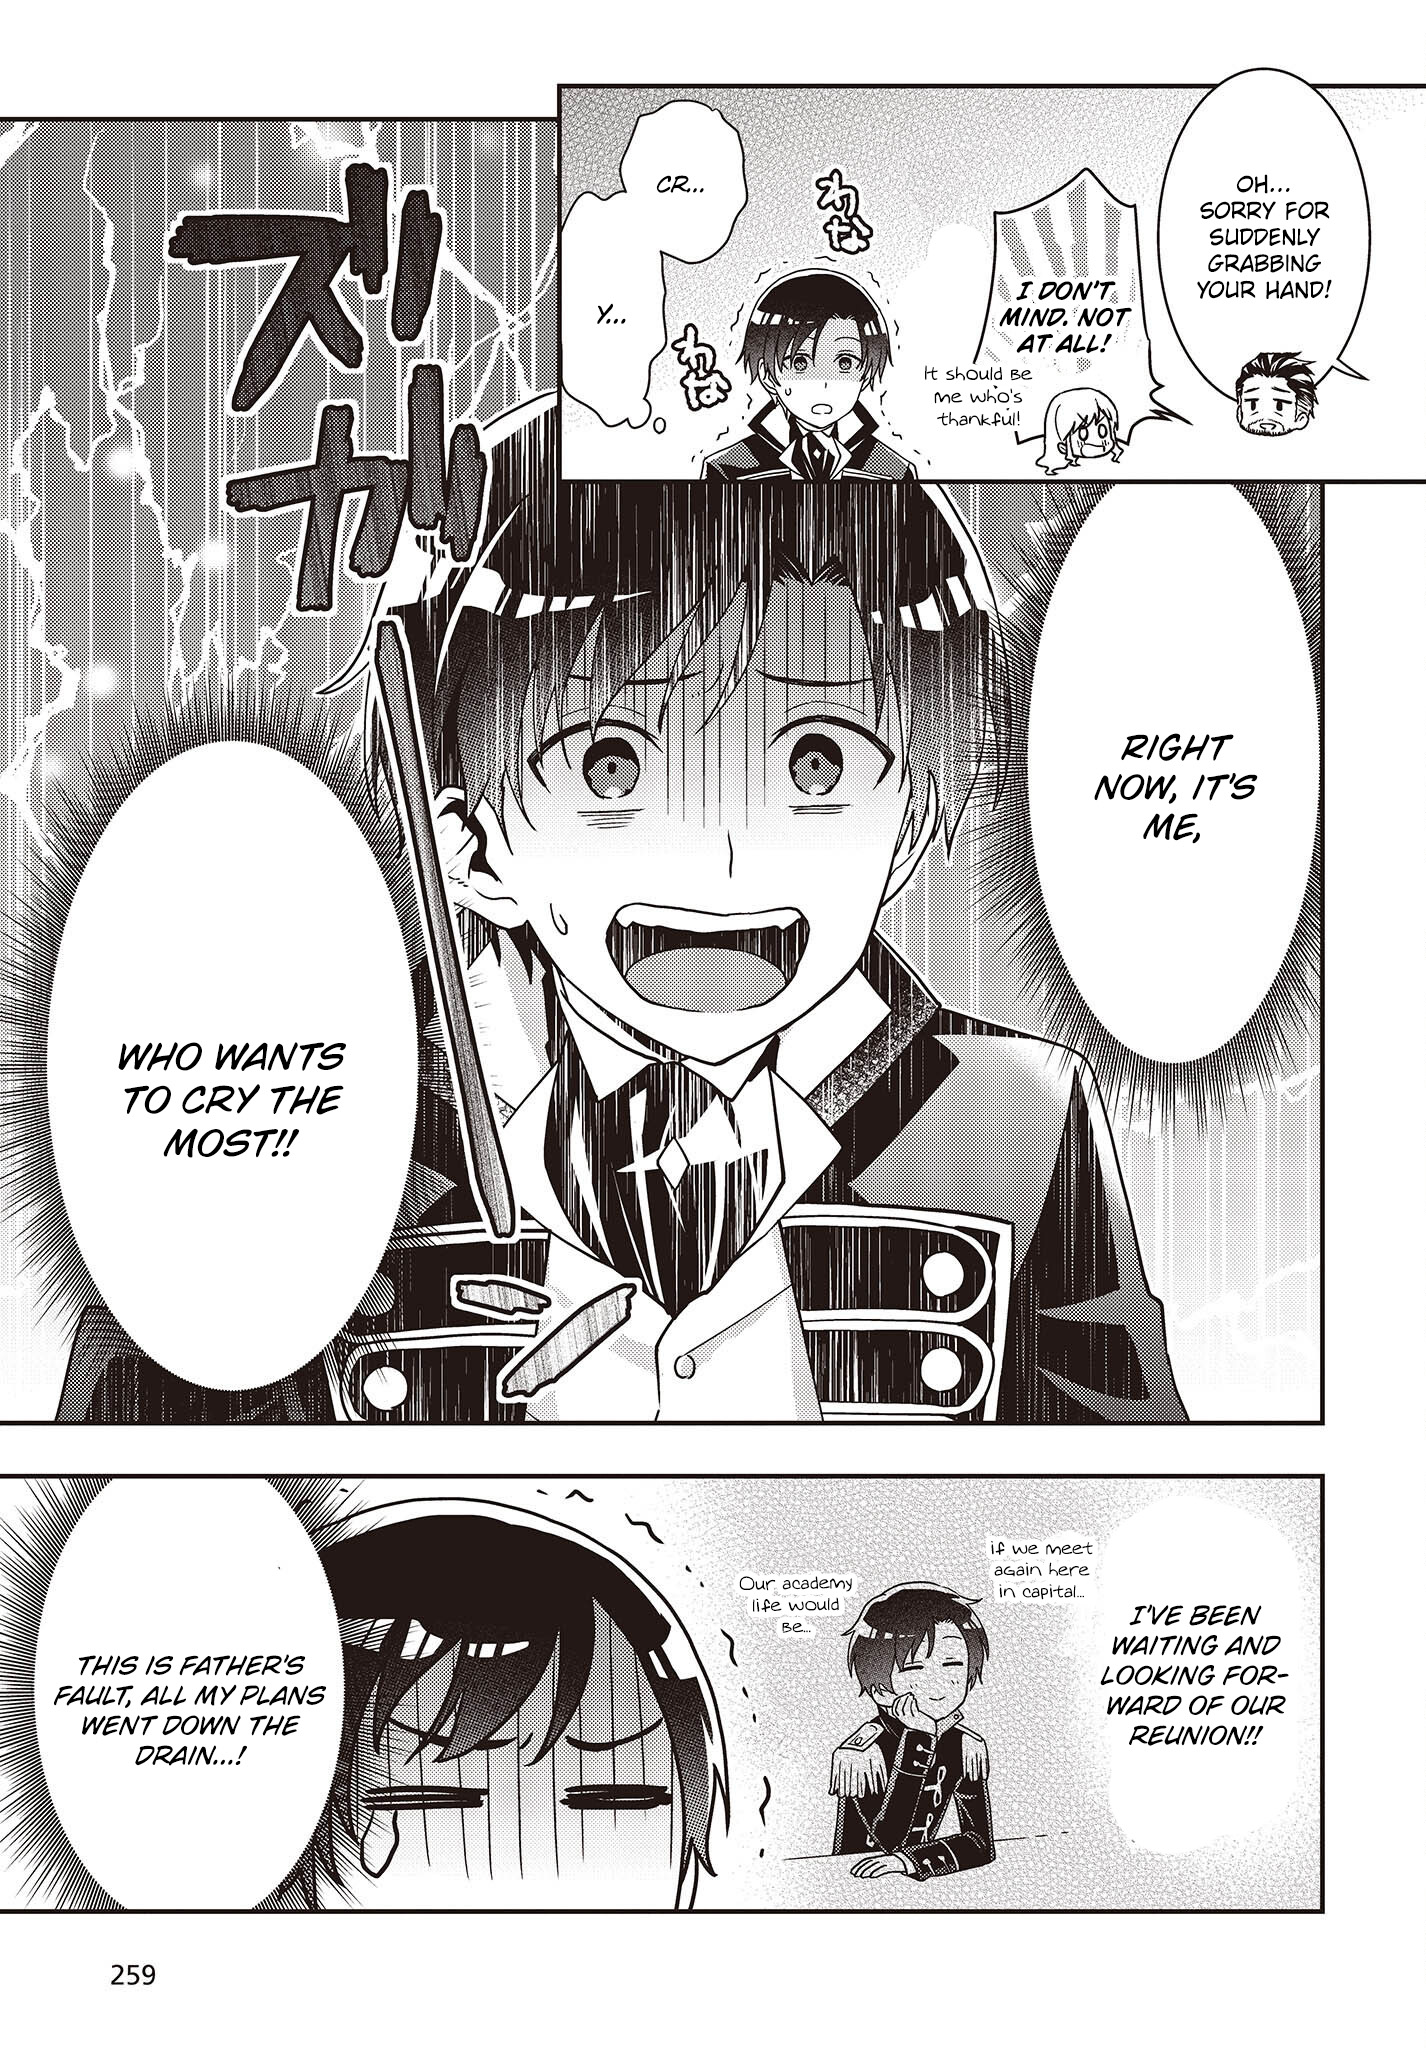 OH...
SORRY FOR
SUDDENLY
GRABBING
YOUR HAND!
I DON'T
MIND. NOT
AT ALL!
It should be
me who's
thankful!
わな
わな
CR...
Y...
RIGHT
NOW, IT'S
ME,
ズガガーン
WHO WANTS
TO CRY THE
MOST!!
I'VE BEEN
WAITING AND
LOOKING FOR-
WARD OF OUR
REUNION!!
if we meet
again here
in capital...
Our academy
life would
be...
THIS IS FATHER'S
FAULT, ALL MY PLANS
WENT DOWN THE
DRAIN...!
259